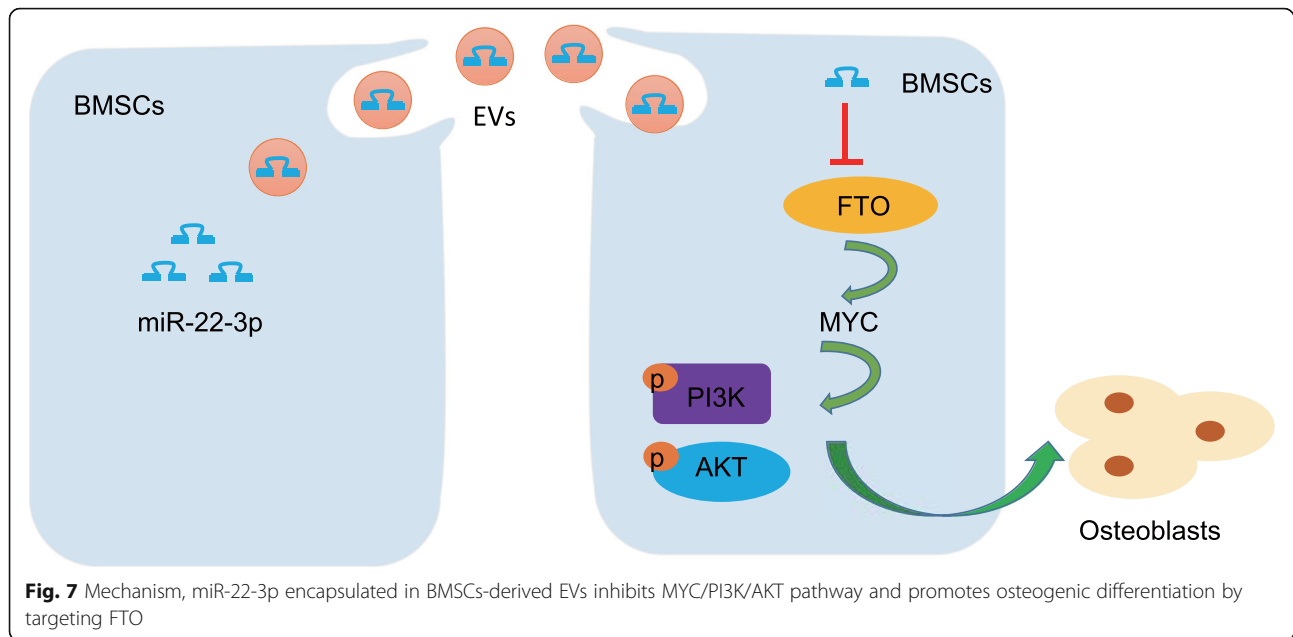 BMSCs
EVs
BMSCs
FTO
miR-22-3p
MYC
p
PI3K
p
AKT
Osteoblasts
Fig. 7 Mechanism, miR-22-3p encapsulated in BMSCs-derived EVs inhibits MYC/PI3K/AKT pathway and promotes osteogenic differentiation by
targeting FTO